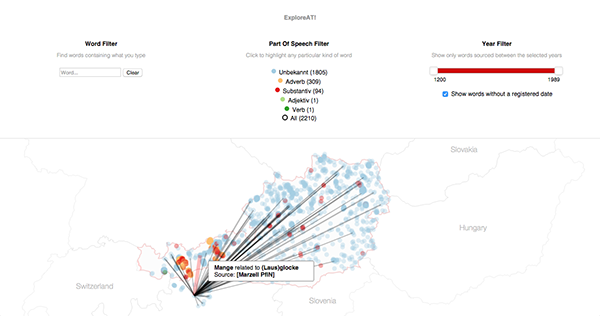 ExploreAT!
Word Filter
Find words containing what you type
Word...
Clear
Part Of Speech Filter
Click to highlight any particular kind of word
Unbekannt (1805)
Adverb (309)
Substantiv (94)
Adjektiv (1)
Verb (1)
All (2210)
Year Filter
Show only words sourced between the selected years
1200
1989
Show words without a registered date
Slovakia
Hungary
Mange related to (Laus)glocke
Source: [Marzell PflN]
Switzerland
Slovenia